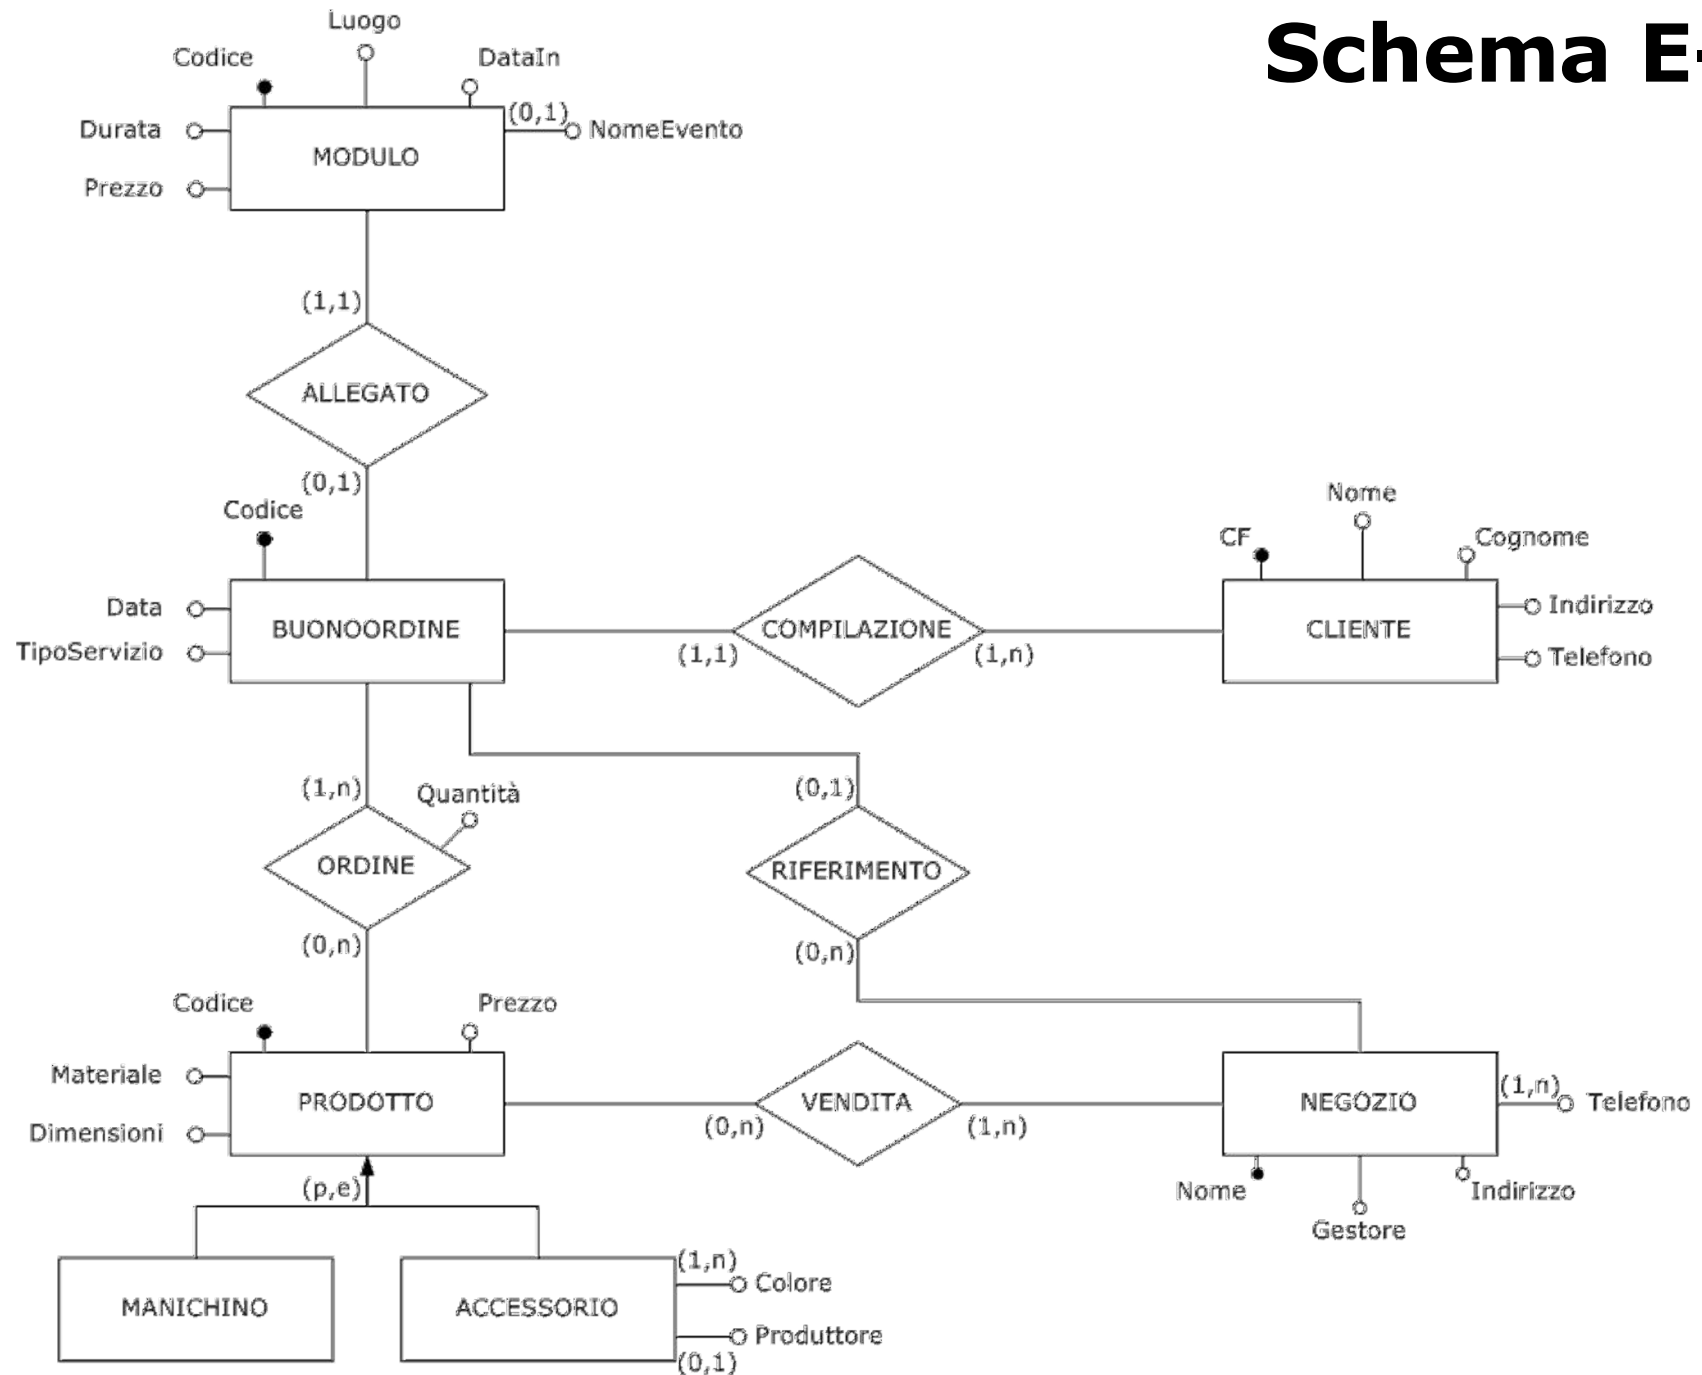 Schema E-
Luogo
Codice
DataIn
(0,1)
Durata
NomeEvento
MODULO
Prezzo
(1,1)
ALLEGATO
(0,1)
Codice
Nome
CF
Cognome
Data
Indirizzo
BUONOORDINE
COMPILAZIONE
CLIENTE
TipoServizio
(1,1)
(1,n)
Telefono
(1,n)
Quantità
(0,1)
ORDINE
RIFERIMENTO
(0,n)
(0,n)
Codice
Prezzo
Materiale
(1,n)
PRODOTTO
VENDITA
NEGOZIO
Telefono
Dimensioni
(0,n)
(1,n)
(p,e)
Nome
Indirizzo
Gestore
(1,n)
Colore
MANICHINO
ACCESSORIO
Produttore
(0,1)